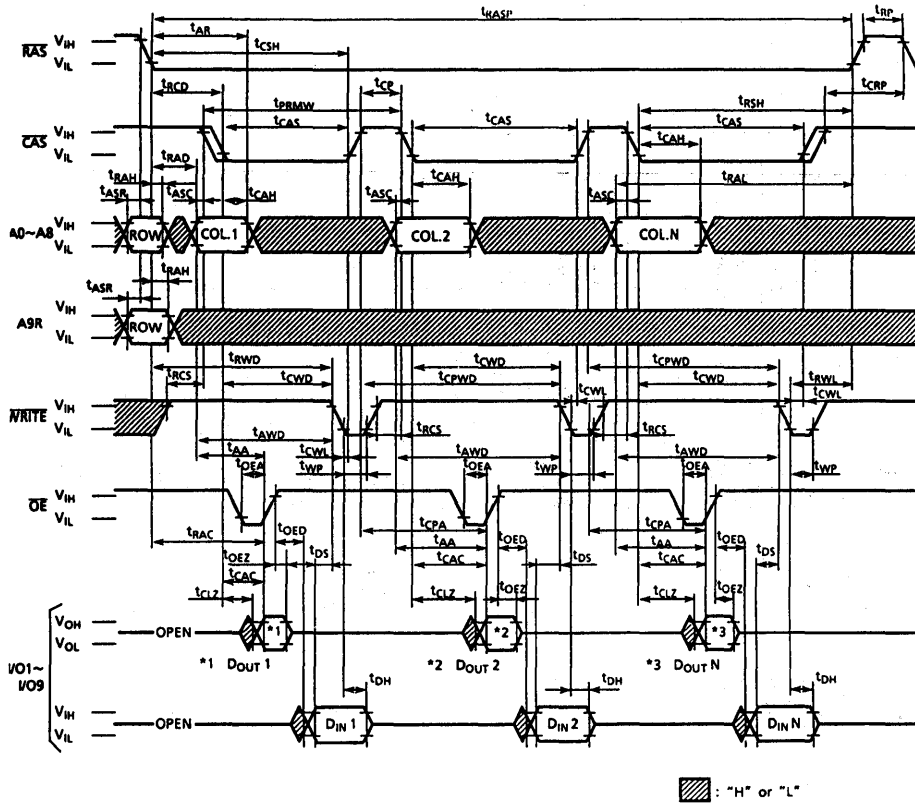 tRASP tRP
tAR
tCSH
RAS VIH
VIL
tRCD tCP tCRP
tPRMW tRSH
tCAS tCAS tCAS
CAS VIH
VIL
tRAD tCAH
tRAH tCAH tRAL
tASR tASC tCAH tASC tASC
A0~A8 VIH
VIL
ROW COL.1 COL.2 COL.N
tRAH
tASR
A9R VIH
VIL
ROW
tRWD tCWD tCPWD
tRCS tCWD tCPWD tCWD tRWL
tCWL tCWL
WRITE VIH
VIL
tRCS tRCS
tAWD tCWL tAWD tAWD
tAA tWP tWP tWP
tOEA tOEA tOEA
OE VIH
VIL
tRAC tOED tCPA tOED tCPA tOED
tOEZ tDS tAA tDS tAA tDS
tCAC tCAC tOEZ tCAC tOEZ
tCLZ tCLZ tCLZ
VOH
VOL
OPEN *1 *2 *3
*1 DOUT 1 *2 DOUT 2 *3 DOUT N
I/O1~
I/O9
tDH tDH tDH
VIH
VIL
OPEN DIN 1 DIN 2 DIN N
: "H" or "L"